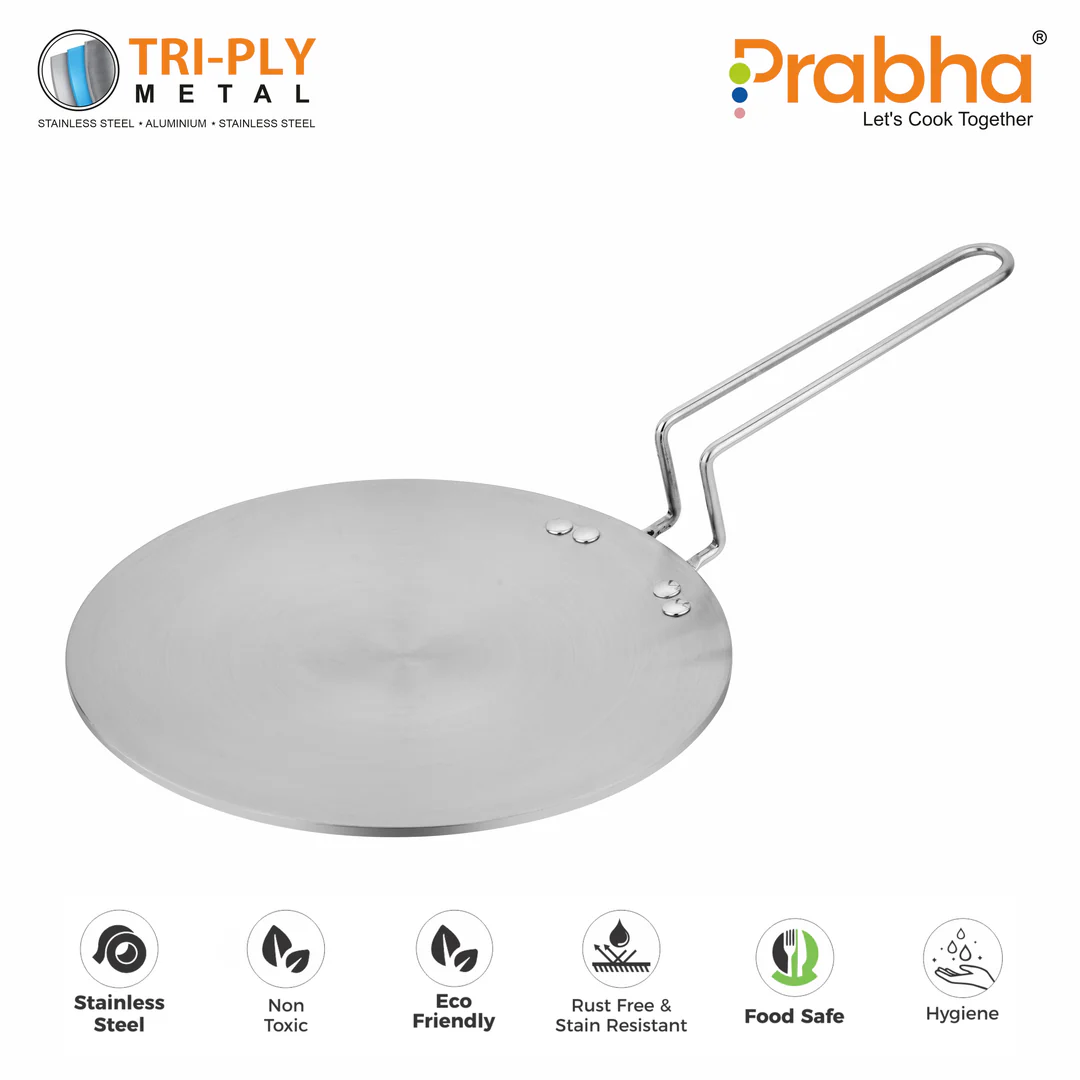 TRI-PLY
METAL
STAINLESS STEEL • ALUMINIUM • STAINLESS STEEL
Prabha®
Let's Cook Together
Stainless
Steel
Non
Toxic
Eco
Friendly
Rust Free &
Stain Resistant
Food Safe
Hygiene